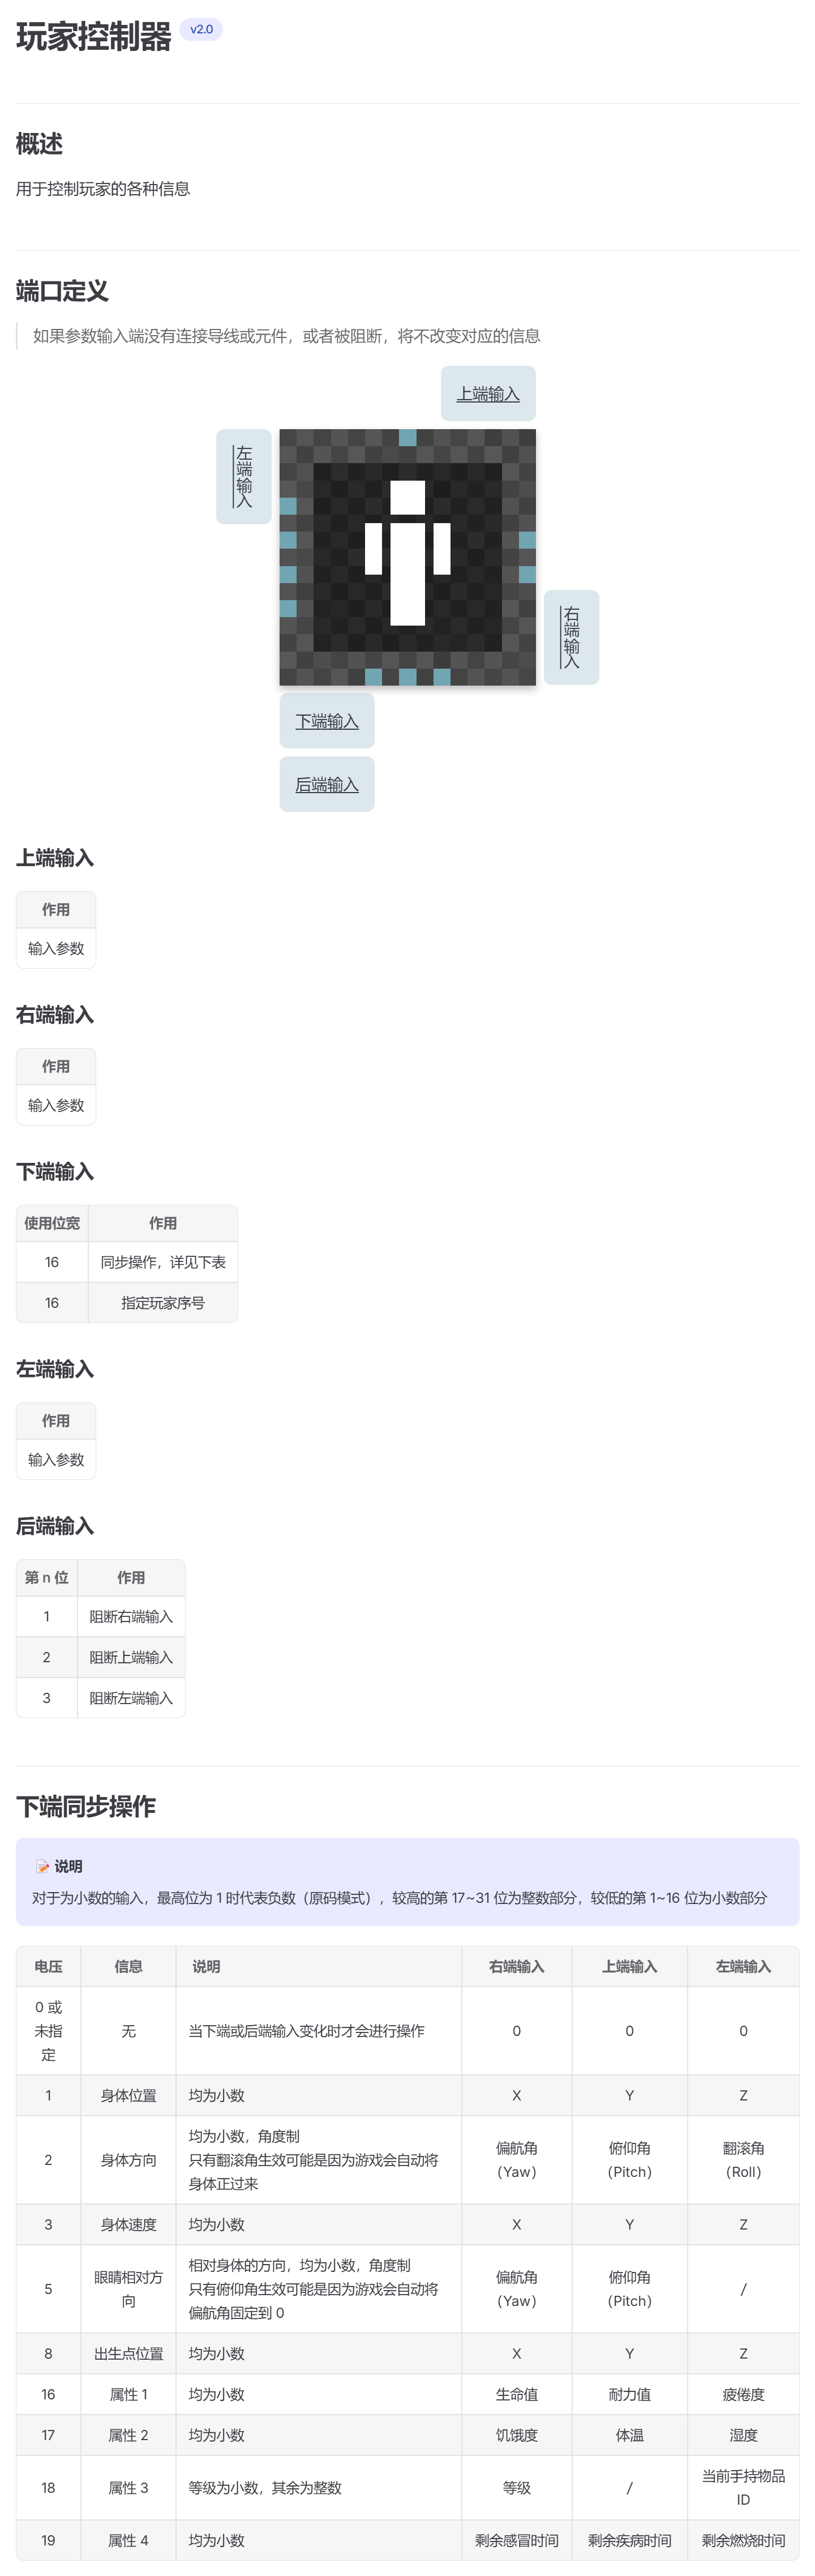 玩家控制器 v2.0
概述
用于控制玩家的各种信息
端口定义
如果参数输入端没有连接导线或元件，或者被阻断，将不改变对应的信息
上端输入
左端输入
右端输入
下端输入
后端输入
上端输入
作用
输入参数
右端输入
作用
输入参数
下端输入
使用位宽 作用
16 同步操作，详见下表
16 指定玩家序号
左端输入
作用
输入参数
后端输入
第 n 位 作用
1 阻断右端输入
2 阻断上端输入
3 阻断左端输入
下端同步操作
📝 说明
对于为小数的输入，最高位为 1 时代表负数（原码模式），较高的第 17~31 位为整数部分，较低的第 1~16 位为小数部分
电压 信息 说明 右端输入 上端输入 左端输入
0 或
未指
定
无 当下端或后端输入变化时才会进行操作 0 0 0
1 身体位置 均为小数 X Y Z
2 身体方向
均为小数，角度制
只有翻滚角生效可能是因为游戏会自动将
身体正过来
偏航角
（Yaw）
俯仰角
（Pitch）
翻滚角
（Roll）
3 身体速度 均为小数 X Y Z
5
眼睛相对方
向
相对身体的方向，均为小数，角度制
只有俯仰角生效可能是因为游戏会自动将
偏航角固定到 0
偏航角
（Yaw）
俯仰角
（Pitch）
/
8 出生点位置 均为小数 X Y Z
16 属性 1 均为小数 生命值 耐力值 疲倦度
17 属性 2 均为小数 饥饿度 体温 湿度
18 属性 3 等级为小数，其余为整数 等级 /
当前手持物品
ID
19 属性 4 均为小数 剩余感冒时间 剩余疾病时间 剩余燃烧时间